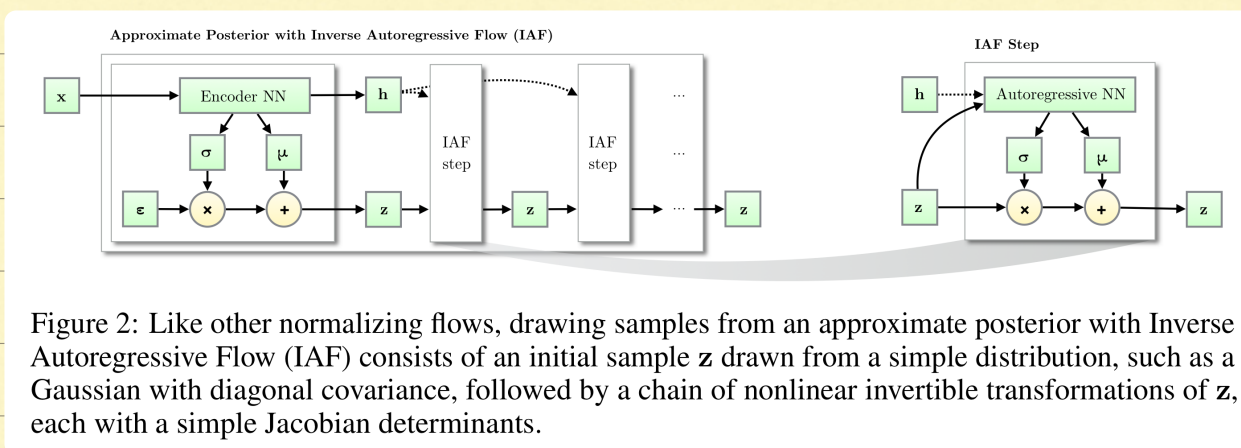 Approximate Posterior with Inverse Autoregressive Flow (IAF)
x
Encoder NN
h
σ
μ
ε
×
+
z
IAF
step
z
IAF
step
...
...
...
z
IAF Step
h
Autoregressive NN
σ
μ
z
×
+
z
Figure 2: Like other normalizing flows, drawing samples from an approximate posterior with Inverse
Autoregressive Flow (IAF) consists of an initial sample z drawn from a simple distribution, such as a
Gaussian with diagonal covariance, followed by a chain of nonlinear invertible transformations of z,
each with a simple Jacobian determinants.